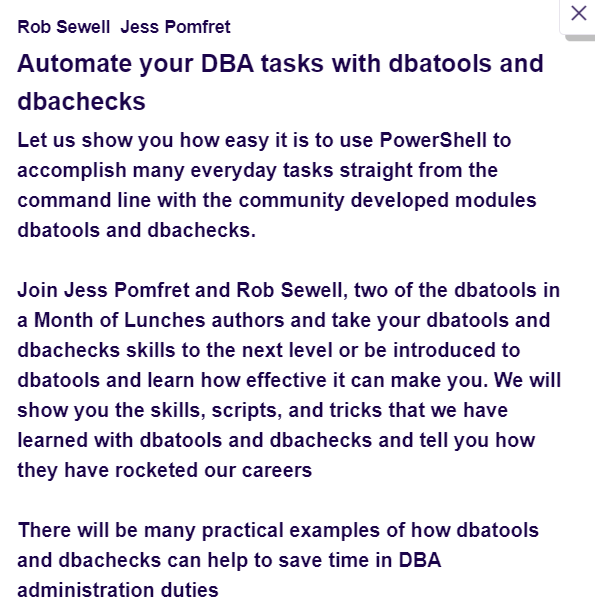 Rob Sewell Jess Pomfret
Automate your DBA tasks with dbatools and
dbachecks
Let us show you how easy it is to use PowerShell to
accomplish many everyday tasks straight from the
command line with the community developed modules
dbatools and dbachecks.
Join Jess Pomfret and Rob Sewell, two of the dbatools in
a Month of Lunches authors and take your dbatools and
dbachecks skills to the next level or be introduced to
dbatools and learn how effective it can make you. We will
show you the skills, scripts, and tricks that we have
learned with dbatools and dbachecks and tell you how
they have rocketed our careers
There will be many practical examples of how dbatools
and dbachecks can help to save time in DBA
administration duties